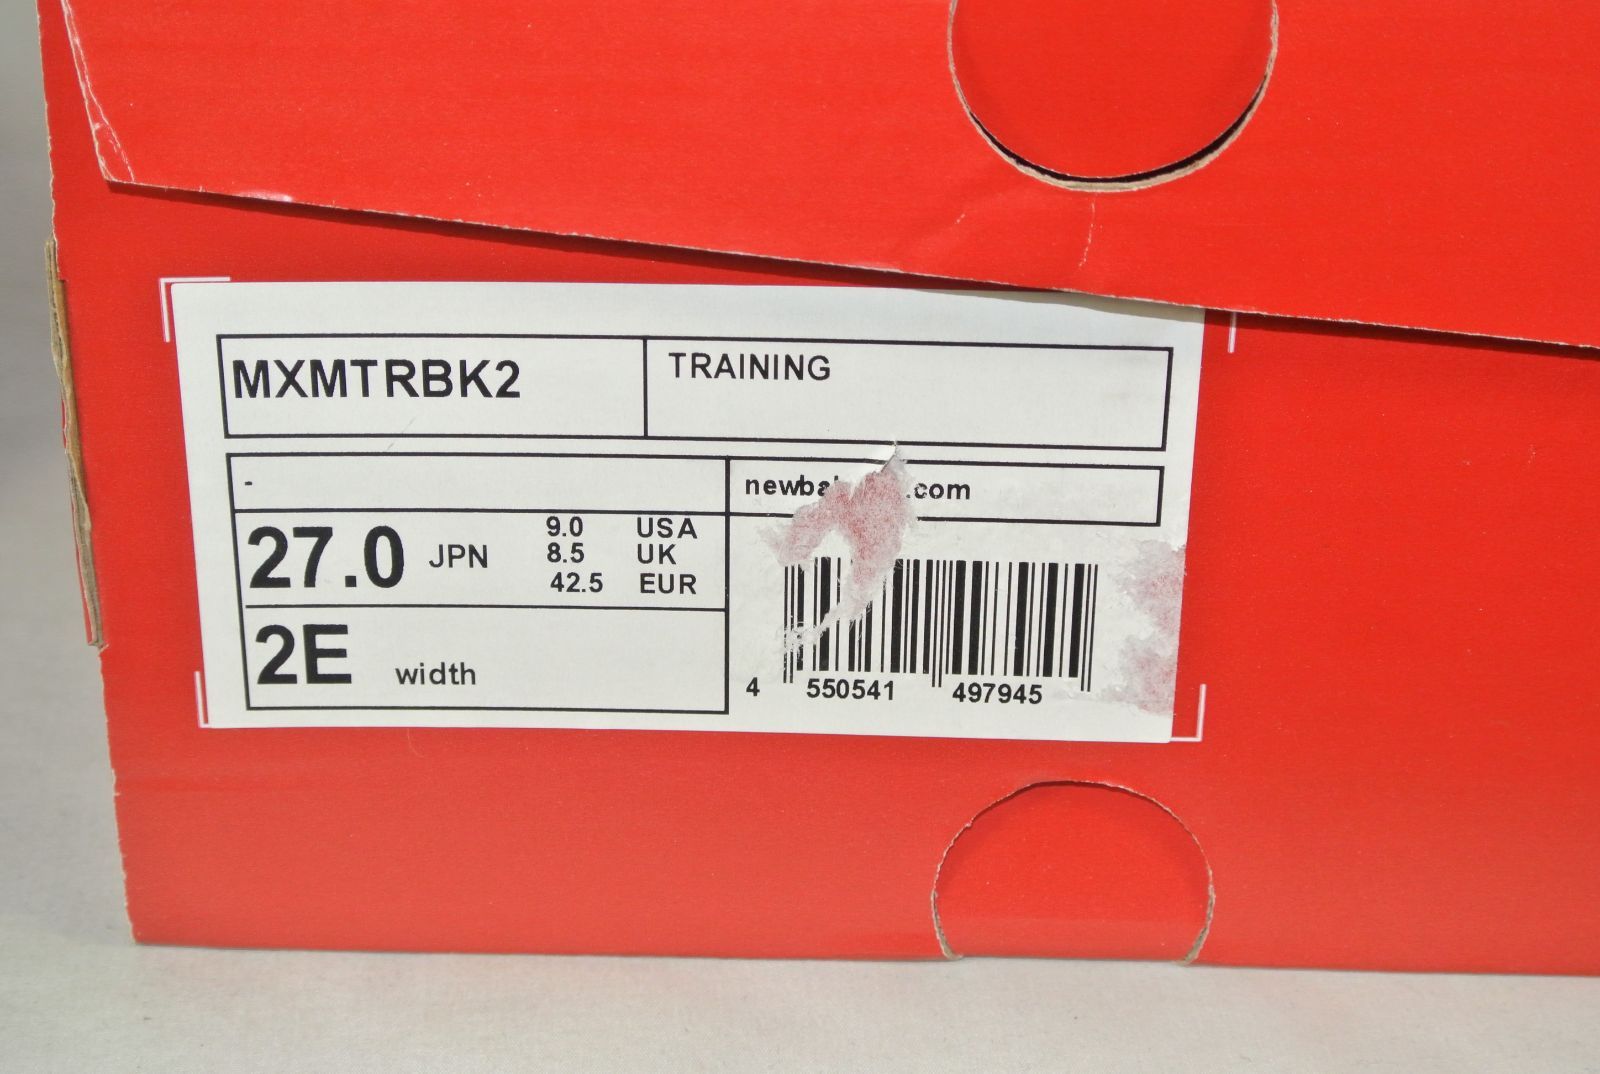 MXMTRBK2
TRAINING
-
27.0 JPN
9.0 USA
8.5 UK
42.5 EUR
2E width
.com
4 550541 497945